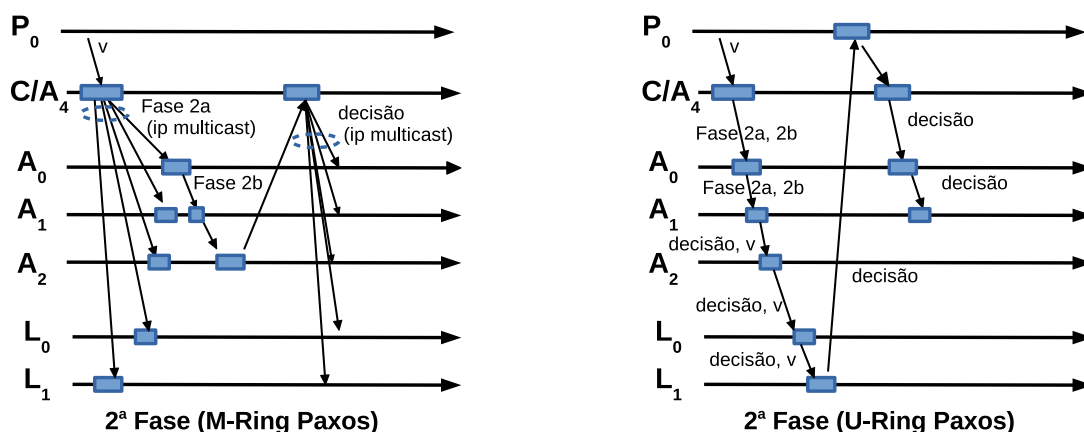 P0
v
C/A4
Fase 2a
(ip multicast)
decisão
(ip multicast)
A0
Fase 2b
A1
A2
L0
L1
2ª Fase (M-Ring Paxos)
P0
v
C/A4
decisão
Fase 2a, 2b
A0
Fase 2a, 2b
decisão
A1
decisão, v
A2
decisão
decisão, v
L0
decisão, v
L1
2ª Fase (U-Ring Paxos)